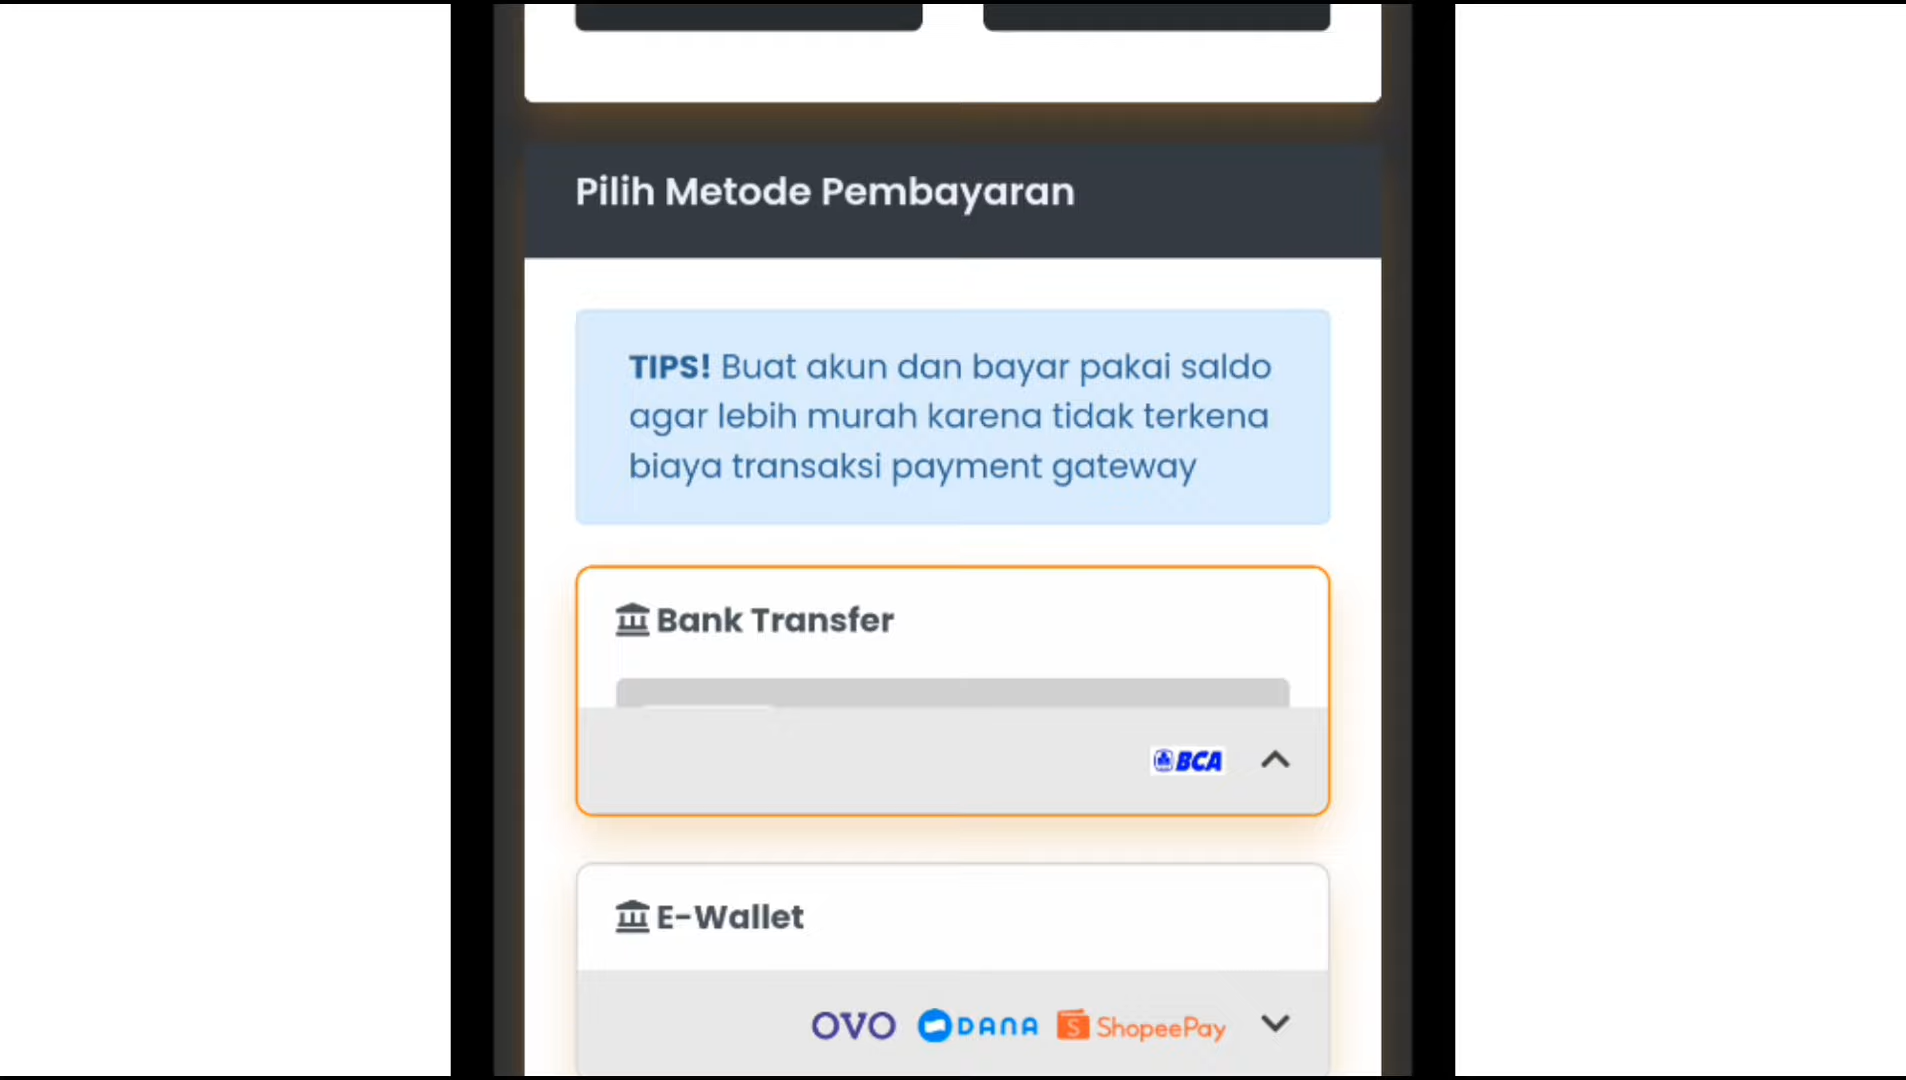 Pilih Metode Pembayaran
TIPS! Buat akun dan bayar pakai saldo
agar lebih murah karena tidak terkena
biaya transaksi payment gateway
Bank Transfer
BCA
E-Wallet
OVO DANA ShopeePay